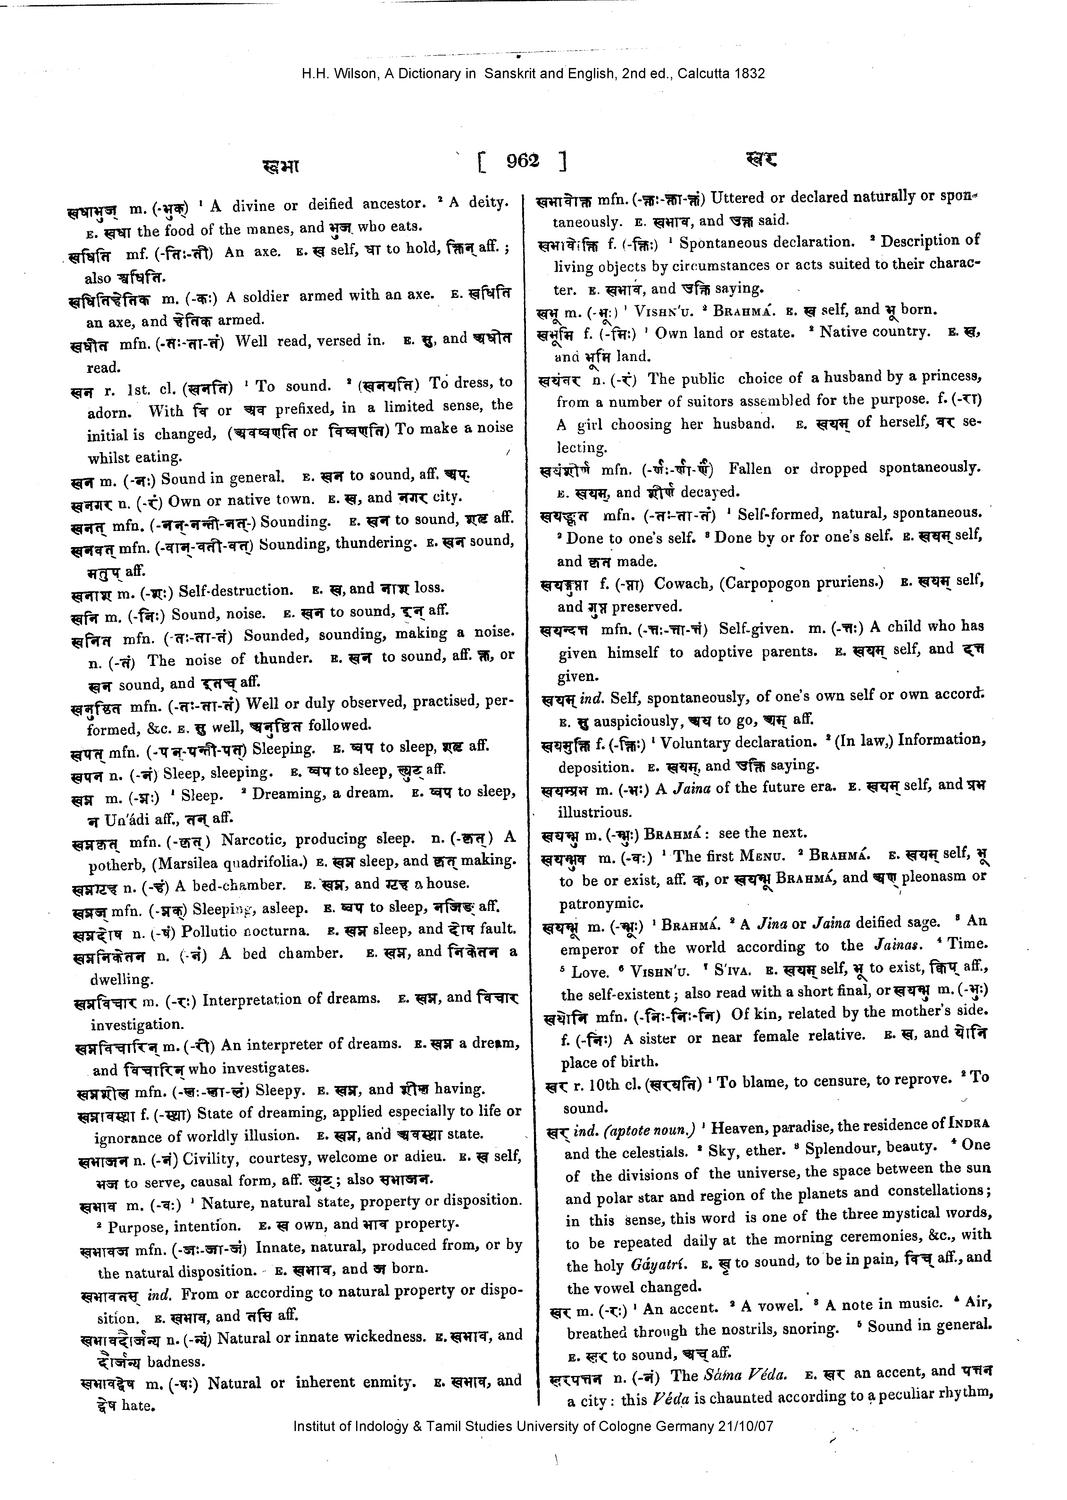 H.H. Wilson, A Dictionary in Sanskrit and English, 2nd ed., Calcutta 1832
स्वभा [ 962 ] स्वर
स्वधाभुज् m. (-भुक्) ¹ A divine or deified ancestor. ² A deity.
E. स्वधा the food of the manes, and भुज् who eats.
स्वधिति mf. (-तिः-ती) An axe. E. स्व self, धा to hold, क्तिन् aff. ;
also श्वधिति.
स्वधितिहेतिक m. (-कः) A soldier armed with an axe. E. स्वधिति
an axe, and हेतिक armed.
स्वधीत mfn. (-तः-ता-तं) Well read, versed in. E. सु, and अधीत
read.
स्वन r. 1st. cl. (स्वनति) ¹ To sound. ² (स्वनयति) To dress, to
adorn. With वि or अव prefixed, in a limited sense, the
initial is changed, (अवष्वणति or विष्वणति) To make a noise
whilst eating.
स्वन m. (-नः) Sound in general. E. स्वन to sound, aff. अप्.
स्वनगर n. (-रं) Own or native town. E. स्व, and नगर city.
स्वनत् mfn. (-नन्-नन्ती-नत्-) Sounding. E. स्वन to sound, शतृ aff.
स्वनवत् mfn. (-वान्-वती-वत्) Sounding, thundering. E. स्वन sound,
मतुप् aff.
स्वनाश m. (-शः) Self-destruction. E. स्व, and नाश loss.
स्वनि m. (-निः) Sound, noise. E. स्वन to sound, इन् aff.
स्वनित mfn. (-तः-ता-तं) Sounded, sounding, making a noise.
n. (-तं) The noise of thunder. E. स्वन to sound, aff. क्त, or
स्वन sound, and इतच् aff.
स्वनुष्ठित mfn. (-तः-ता-तं) Well or duly observed, practised, per-
formed, &c. E. सु well, अनुष्ठित followed.
स्वपत् mfn. (-पन्-पन्ती-पत्) Sleeping. E. ष्वप to sleep, शतृ aff.
स्वपन n. (-नं) Sleep, sleeping. E. ष्वप to sleep, ल्युट् aff.
स्वप्न m. (-प्नः) ¹ Sleep. ² Dreaming, a dream. E. ष्वप to sleep,
न Un'ádi aff., तन् aff.
स्वप्नकृत् mfn. (-कृत्) Narcotic, producing sleep. n. (-कृत्) A
potherb, (Marsilea quadrifolia.) E. स्वप्न sleep, and कृत् making.
स्वप्नगृह n. (-हं) A bed-chamber. E. स्वप्न, and गृह a house.
स्वप्नज् mfn. (-प्नक्) Sleeping, asleep. E. ष्वप to sleep, नजिङ् aff.
स्वप्नदोष n. (-षं) Pollutio nocturna. E. स्वप्न sleep, and दोष fault.
स्वप्ननिकेतन n. (-नं) A bed chamber. E. स्वप्न, and निकेतन a
dwelling.
स्वप्नविचार m. (-रः) Interpretation of dreams. E. स्वप्न, and विचार
investigation.
स्वप्नविचारिन् m. (-री) An interpreter of dreams. E. स्वप्न a dream,
and विचारिन् who investigates.
स्वप्नशील mfn. (-लः-ला-लं) Sleepy. E. स्वप्न, and शील having.
स्वप्नावस्था f. (-स्था) State of dreaming, applied especially to life or
ignorance of worldly illusion. E. स्वप्न, and अवस्था state.
स्वभाजन n. (-नं) Civility, courtesy, welcome or adieu. E. स्व self,
भज to serve, causal form, aff. ल्युट् ; also सभाजन.
स्वभाव m. (-वः) ¹ Nature, natural state, property or disposition.
² Purpose, intention. E. स्व own, and भाव property.
स्वभावज mfn. (-जः-जा-जं) Innate, natural, produced from, or by
the natural disposition. E. स्वभाव, and ज born.
स्वभावतस् ind. From or according to natural property or dispo-
sition. E. स्वभाव, and तसि aff.
स्वभावदौर्जन्य n. (-न्यं) Natural or innate wickedness. E. स्वभाव, and
दौर्जन्य badness.
स्वभावद्वेष m. (-षः) Natural or inherent enmity. E. स्वभाव, and
द्वेष hate.
स्वभावोक्त mfn. (-क्तः-क्ता-क्तं) Uttered or declared naturally or spon-
taneously. E. स्वभाव, and उक्त said.
स्वभावोक्ति f. (-क्तिः) ¹ Spontaneous declaration. ² Description of
living objects by circumstances or acts suited to their charac-
ter. E. स्वभाव, and उक्ति saying.
स्वभू m. (-भूः) ¹ VISHN'U. ² BRAHMÁ. E. स्व self, and भू born.
स्वभूमि f. (-मिः) ¹ Own land or estate. ² Native country. E. स्व,
and भूमि land.
स्वयंवर n. (-रं) The public choice of a husband by a princess,
from a number of suitors assembled for the purpose. f. (-रा)
A girl choosing her husband. E. स्वयम् of herself, वर se-
lecting.
स्वयंशीर्ण mfn. (-र्णः-र्णा-र्णं) Fallen or dropped spontaneously.
E. स्वयम्, and शीर्ण decayed.
स्वयङ्कृत mfn. (-तः-ता-तं) ¹ Self-formed, natural, spontaneous.
² Done to one's self. ³ Done by or for one's self. E. स्वयम् self,
and कृत made.
स्वयङ्गुप्ता f. (-प्ता) Cowach, (Carpopogon pruriens.) E. स्वयम् self,
and गुप्त preserved.
स्वयन्दत्त mfn. (-त्तः-त्ता-त्तं) Self-given. m. (-त्तः) A child who has
given himself to adoptive parents. E. स्वयम् self, and दत्त
given.
स्वयम् ind. Self, spontaneously, of one's own self or own accord.
E. सु auspiciously, अय to go, अम् aff.
स्वयमुक्ति f. (-क्तिः) ¹ Voluntary declaration. ² (In law,) Information,
deposition. E. स्वयम्, and उक्ति saying.
स्वयम्प्रभ m. (-भः) A Jaina of the future era. E. स्वयम् self, and प्रभ
illustrious.
स्वयम्भु m. (-म्भुः) BRAHMÁ : see the next.
स्वयम्भुव m. (-वः) ¹ The first MENU. ² BRAHMÁ. E. स्वयम् self, भू
to be or exist, aff. क, or स्वयम्भू BRAHMÁ, and अण् pleonasm or
patronymic.
स्वयम्भू m. (-म्भूः) ¹ BRAHMÁ. ² A Jina or Jaina deified sage. ³ An
emperor of the world according to the Jainas. ⁴ Time.
⁵ Love. ⁶ VISHN'U. ⁷ S'IVA. E. स्वयम् self, भू to exist, क्विप् aff.,
the self-existent ; also read with a short final, or स्वयम्भु m. (-म्भुः)
स्वयोनि mfn. (-निः-निः-नि) Of kin, related by the mother's side.
f. (-निः) A sister or near female relative. E. स्व, and योनि
place of birth.
स्वर r. 10th cl. (स्वरयति) ¹ To blame, to censure, to reprove. ² To
sound.
स्वर् ind. (aptote noun.) ¹ Heaven, paradise, the residence of INDRA
and the celestials. ² Sky, ether. ³ Splendour, beauty. ⁴ One
of the divisions of the universe, the space between the sun
and polar star and region of the planets and constellations ;
in this sense, this word is one of the three mystical words,
to be repeated daily at the morning ceremonies, &c., with
the holy Gáyatrí. E. स्वृ to sound, to be in pain, विच् aff., and
the vowel changed.
स्वर m. (-रः) ¹ An accent. ² A vowel. ³ A note in music. ⁴ Air,
breathed through the nostrils, snoring. ⁵ Sound in general.
E. स्वर to sound, अच् aff.
स्वरपत्तन n. (-नं) The Sáma Véda. E. स्वर an accent, and पत्तन
a city : this Véda is chaunted according to a peculiar rhythm,
Institut of Indology & Tamil Studies University of Cologne Germany 21/10/07